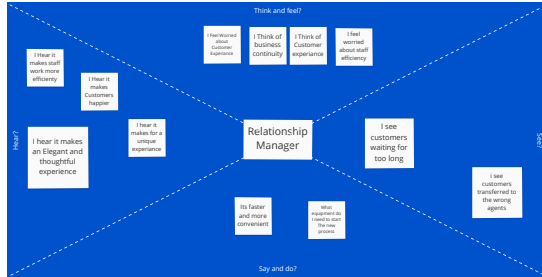 Think and feel?
I Feel Worried
about
Customer
Experiance
I Think of
business
continuity
I Think of
Customer
experiance
I feel
worried
about staff
efficiency
I Hear it
makes staff
work more
efficienty
I Hear it
makes
Customers
happier
I hear it
makes for a
unique
experiance
I hear it makes
an Elegant and
thoughtful
experience
Hear?
Relationship
Manager
I see
customers
waiting for
too long
See?
i see
customers
transferred to
the wrong
agents
Its faster
and more
convenient
What
equipment do
I need to start
The new
process
Say and do?